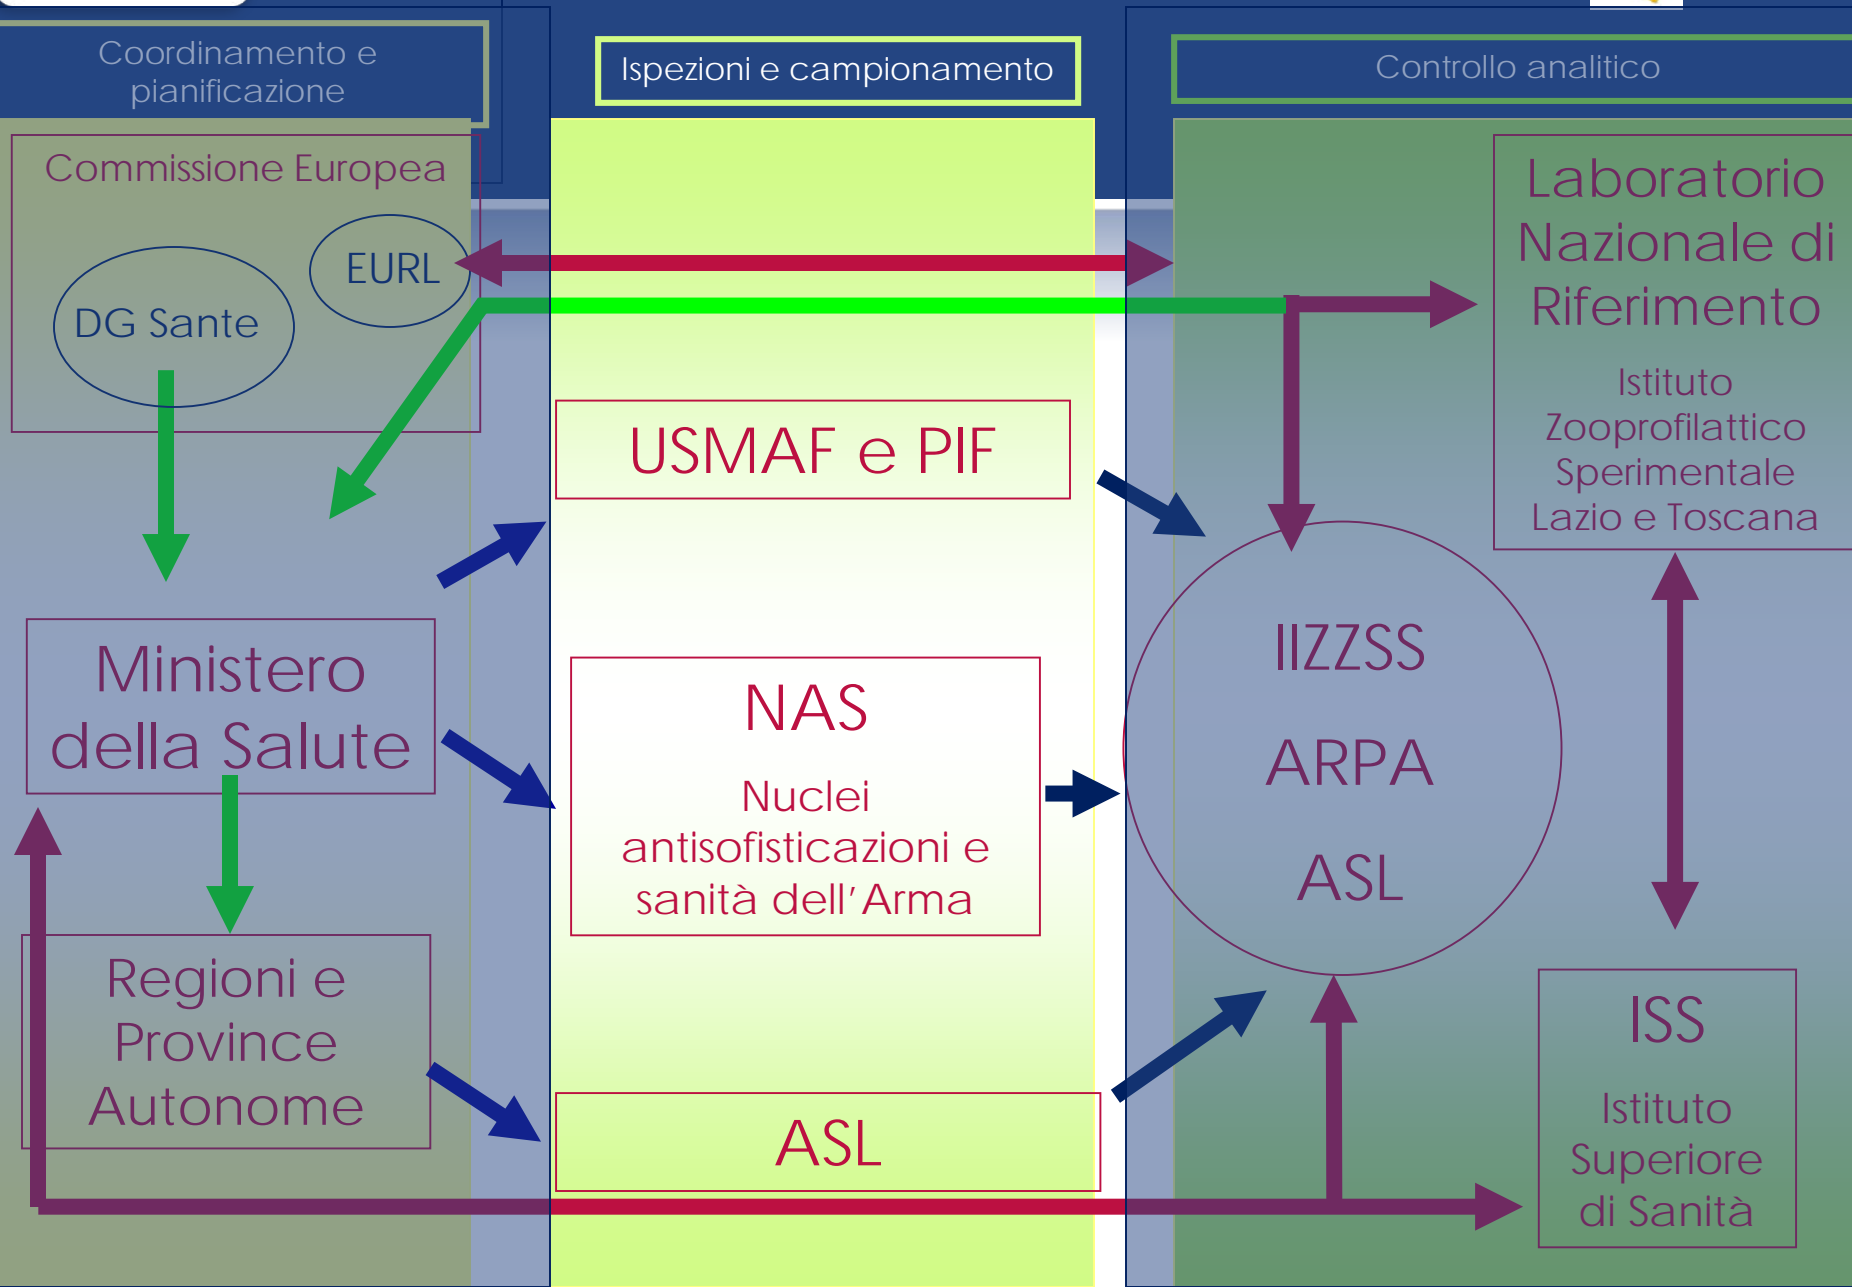 Coordinamento e
pianificazione
Commissione Europea
EURL
DG Sante
Ministero
della Salute
Regioni e
Province
Autonome
Ispezioni e campionamento
USMAF e PIF
NAS
Nuclei
antisofisticazioni e
sanità dell'Arma
ASL
Controllo analitico
Laboratorio
Nazionale di
Riferimento
Istituto
Zooprofilattico
Sperimentale
Lazio e Toscana
IIZZSS
ARPA
ASL
ISS
Istituto
Superiore
di Sanità